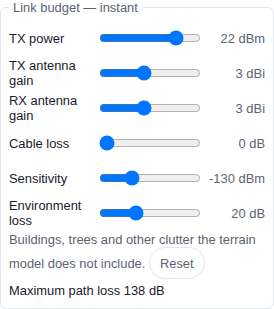 Link budget — instant
TX power 22 dBm
TX antenna
gain 3 dBi
RX antenna
gain 3 dBi
Cable loss 0 dB
Sensitivity -130 dBm
Environment
loss 20 dB
Buildings, trees and other clutter the terrain
model does not include. Reset
Maximum path loss 138 dB